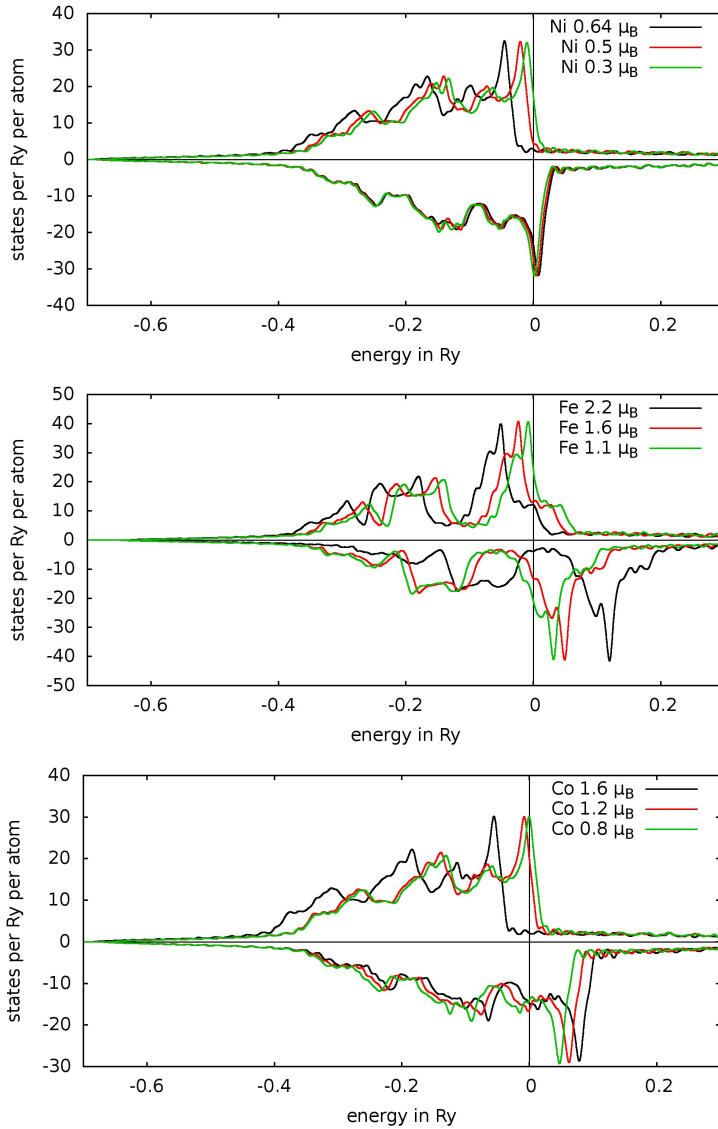 40
30
20
10
0
-10
-20
-30
-40
states per Ry per atom
Ni 0.64 μB
Ni 0.5 μB
Ni 0.3 μB
-0.6
-0.4
-0.2
0
0.2
energy in Ry
50
40
30
20
10
0
-10
-20
-30
-40
-50
states per Ry per atom
Fe 2.2 μB
Fe 1.6 μB
Fe 1.1 μB
-0.6
-0.4
-0.2
0
0.2
energy in Ry
40
30
20
10
0
-10
-20
-30
states per Ry per atom
Co 1.6 μB
Co 1.2 μB
Co 0.8 μB
-0.6
-0.4
-0.2
0
0.2
energy in Ry